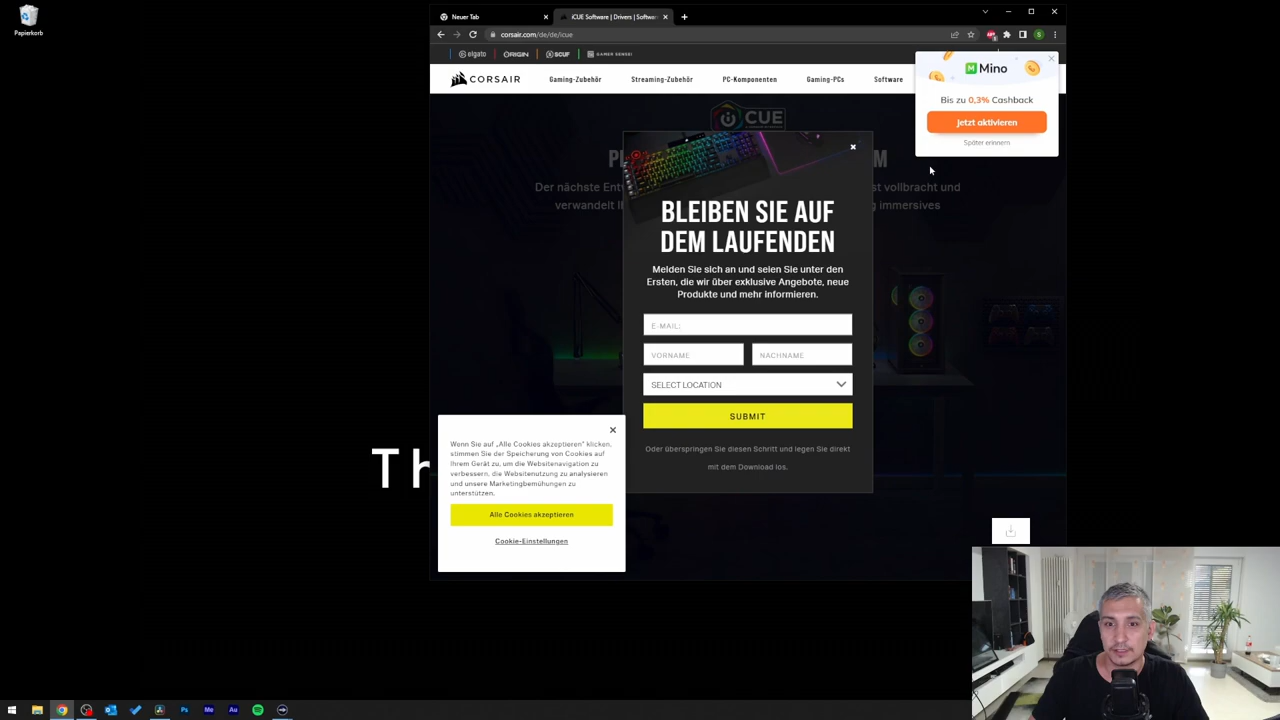 Papierkorb
Neuer Tab
iCUE Software | Drivers | Softwar
corsair.com/de/de/icue
elgato
ORIGIN
SCUF
GAMER SENSEI
CORSAIR
Gaming-Zubehör
Streaming-Zubehör
PC-Komponenten
Gaming-PCs
Software
Mino
Bis zu 0,3% Cashback
Jetzt aktivieren
Später erinnern
CUE
Der nächste Ent
st vollbracht und
verwandelt Ih
g immersives
BLEIBEN SIE AUF
DEM LAUFENDEN
Melden Sie sich an und seien Sie unter den
Ersten, die wir über exklusive Angebote, neue
Produkte und mehr informieren.
E-MAIL:
VORNAME
NACHNAME
SELECT LOCATION
SUBMIT
Oder überspringen Sie diesen Schritt und legen Sie direkt
mit dem Download los.
Th
Wenn Sie auf „Alle Cookies akzeptieren" klicken,
stimmen Sie der Speicherung von Cookies auf
Ihrem Gerät zu, um die Websitenavigation zu
verbessern, die Websitenutzung zu analysieren
und unsere Marketingbemühungen zu
unterstützen.
Alle Cookies akzeptieren
Cookie-Einstellungen